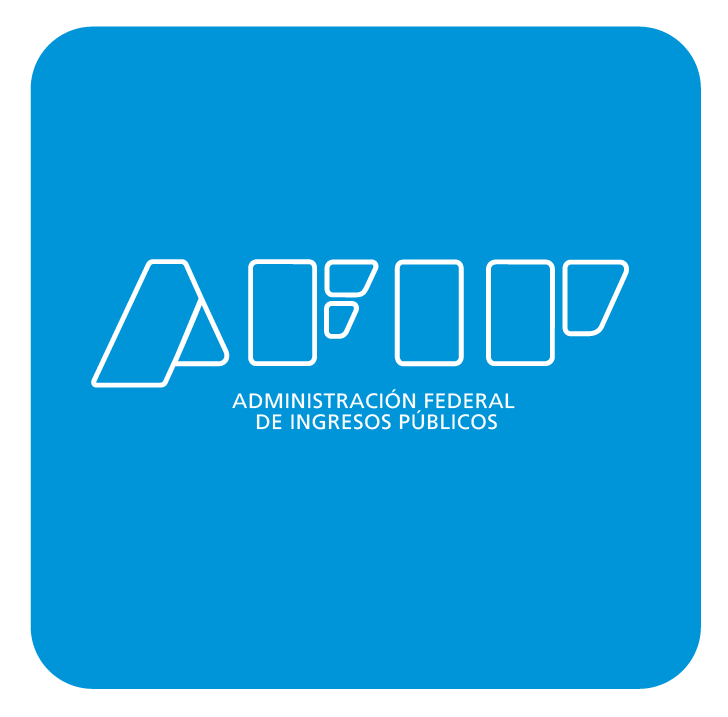 AFIP
ADMINISTRACIÓN FEDERAL
DE INGRESOS PÚBLICOS